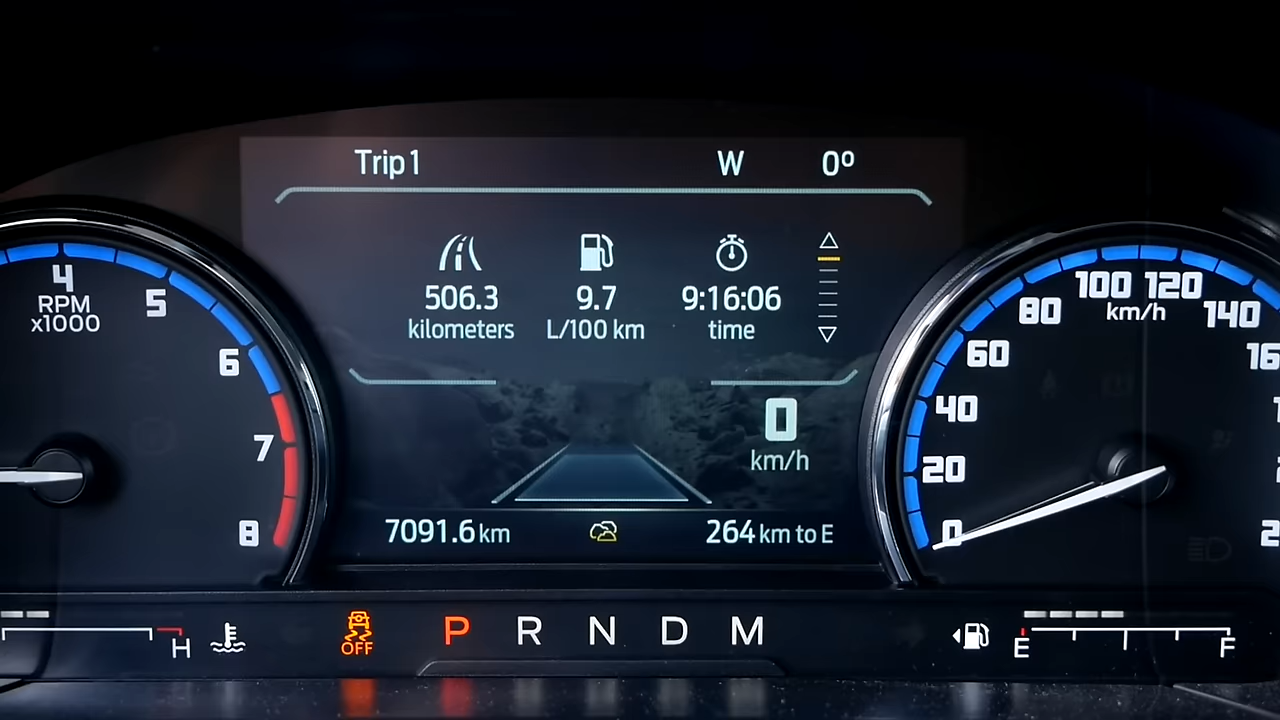 Trip 1 W 0º
506.3 9.7 9:16:06
kilometers L/100 km time
4 RPM x1000 5 6 7 8
0 20 40 60 80 100 120 140
km/h
0
km/h
7091.6 km 264 km to E
H OFF P R N D M E F